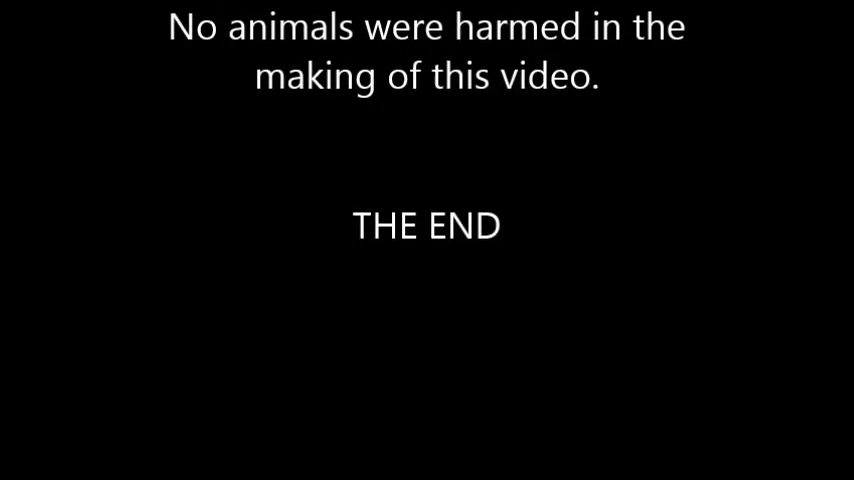 No animals were harmed in the
making of this video.
THE END